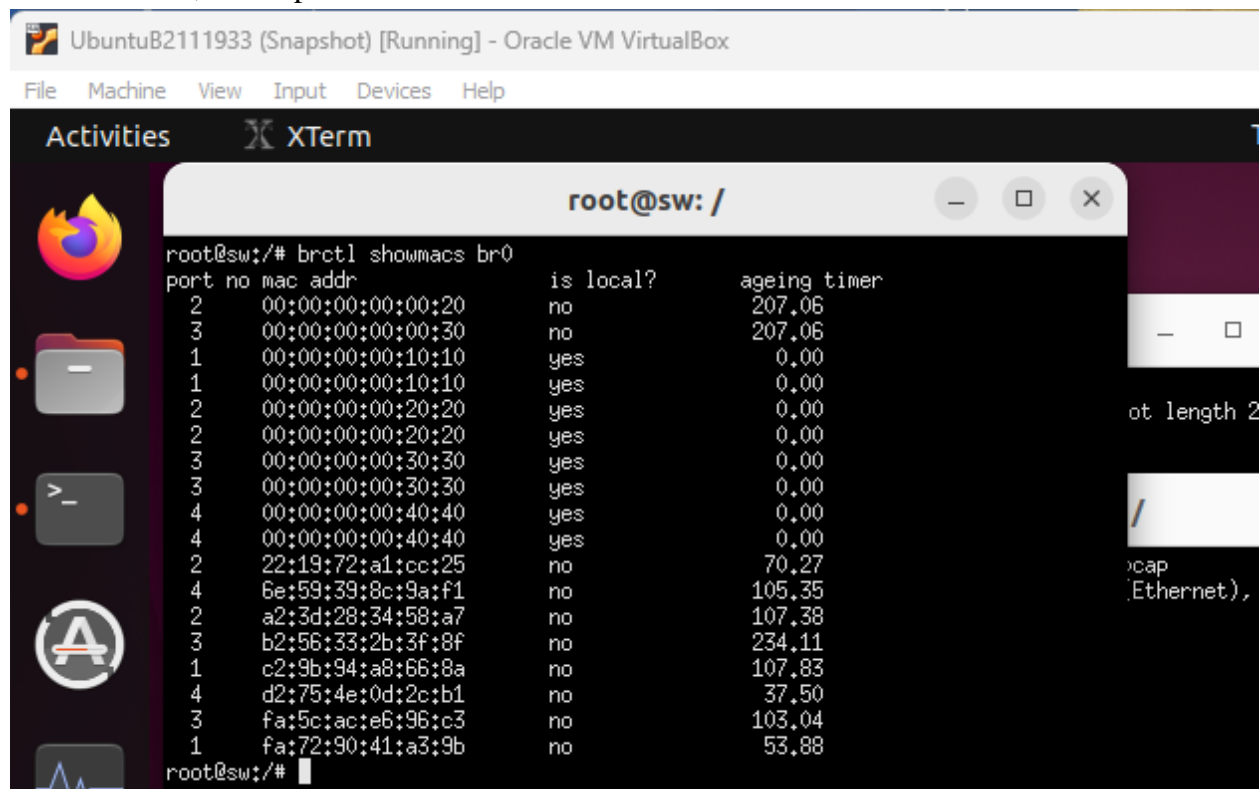 UbuntuB2111933 (Snapshot) [Running] - Oracle VM VirtualBox
File Machine View Input Devices Help
Activities XTerm
root@sw: /
root@sw:/# brctl showmacs br0
port no mac addr is local? ageing timer
2 00:00:00:00:00:20 no 207.06
3 00:00:00:00:00:30 no 207.06
1 00:00:00:00:10:10 yes 0.00
1 00:00:00:00:10:10 yes 0.00
2 00:00:00:00:20:20 yes 0.00
2 00:00:00:00:20:20 yes 0.00
3 00:00:00:00:30:30 yes 0.00
3 00:00:00:00:30:30 yes 0.00
4 00:00:00:00:40:40 yes 0.00
4 00:00:00:00:40:40 yes 0.00
2 22:19:72:a1:cc:25 no 70.27
4 6e:59:39:8c:9a:f1 no 105.35
2 a2:3d:28:34:58:a7 no 107.38
3 b2:56:33:2b:3f:8f no 234.11
1 c2:9b:94:a8:66:8a no 107.83
4 d2:75:4e:0d:2c:b1 no 37.50
3 fa:5c:ac:e6:96:c3 no 103.04
1 fa:72:90:41:a3:9b no 53.88
root@sw:/#
ot length 2
/
pcap
(Ethernet),